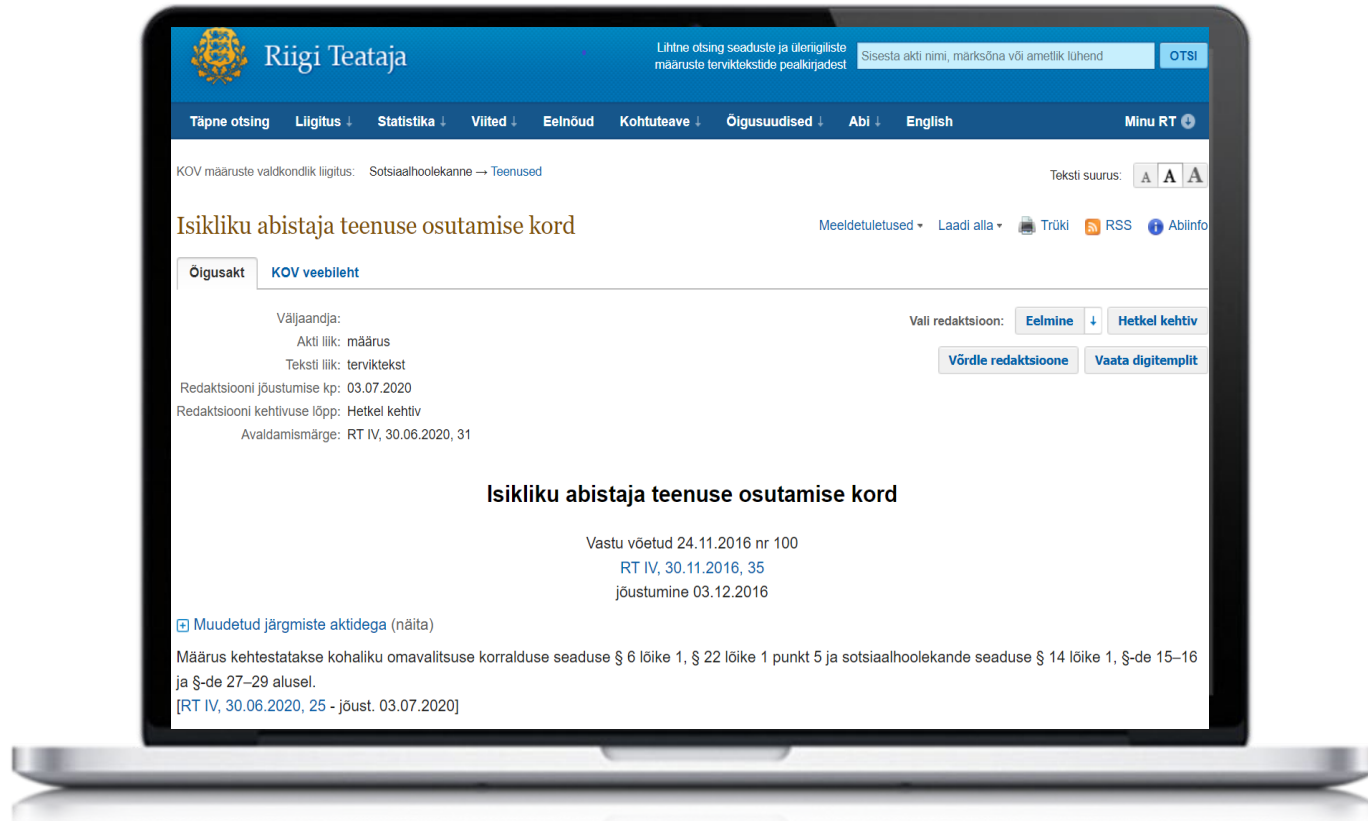 Riigi Teataja
Lihtne otsing seaduste ja üleriigiliste
määruste terviktekstide pealkirjadest
Sisesta akti nimi, märksõna või ametlik lühend
OTSI
Täpne otsing Liigitus ↓ Statistika ↓ Viited ↓ Eelnõud Kohtuteave ↓ Õigusuudised ↓ Abi ↓ English Minu RT
KOV määruste valdkondlik liigitus: Sotsiaalhoolekanne → Teenused
Teksti suurus: A A A
Isikliku abistaja teenuse osutamise kord
Meeldetuletused Laadi alla Trüki RSS Abiinfo
Õigusakt KOV veebileht
Väljaandja:
Akti liik: määrus
Teksti liik: terviktekst
Redaktsiooni jõustumise kp: 03.07.2020
Redaktsiooni kehtivuse lõpp: Hetkel kehtiv
Avaldamismärge: RT IV, 30.06.2020, 31
Vali redaktsioon: Eelmine ↓ Hetkel kehtiv
Võrdle redaktsioone Vaata digitemplit
Isikliku abistaja teenuse osutamise kord
Vastu võetud 24.11.2016 nr 100
RT IV, 30.11.2016, 35
jõustumine 03.12.2016
Muudetud järgmiste aktidega (näita)
Määrus kehtestatakse kohaliku omavalitsuse korralduse seaduse § 6 lõike 1, § 22 lõike 1 punkt 5 ja sotsiaalhoolekande seaduse § 14 lõike 1, §-de 15–16
ja §-de 27–29 alusel.
[RT IV, 30.06.2020, 25 - jõust. 03.07.2020]